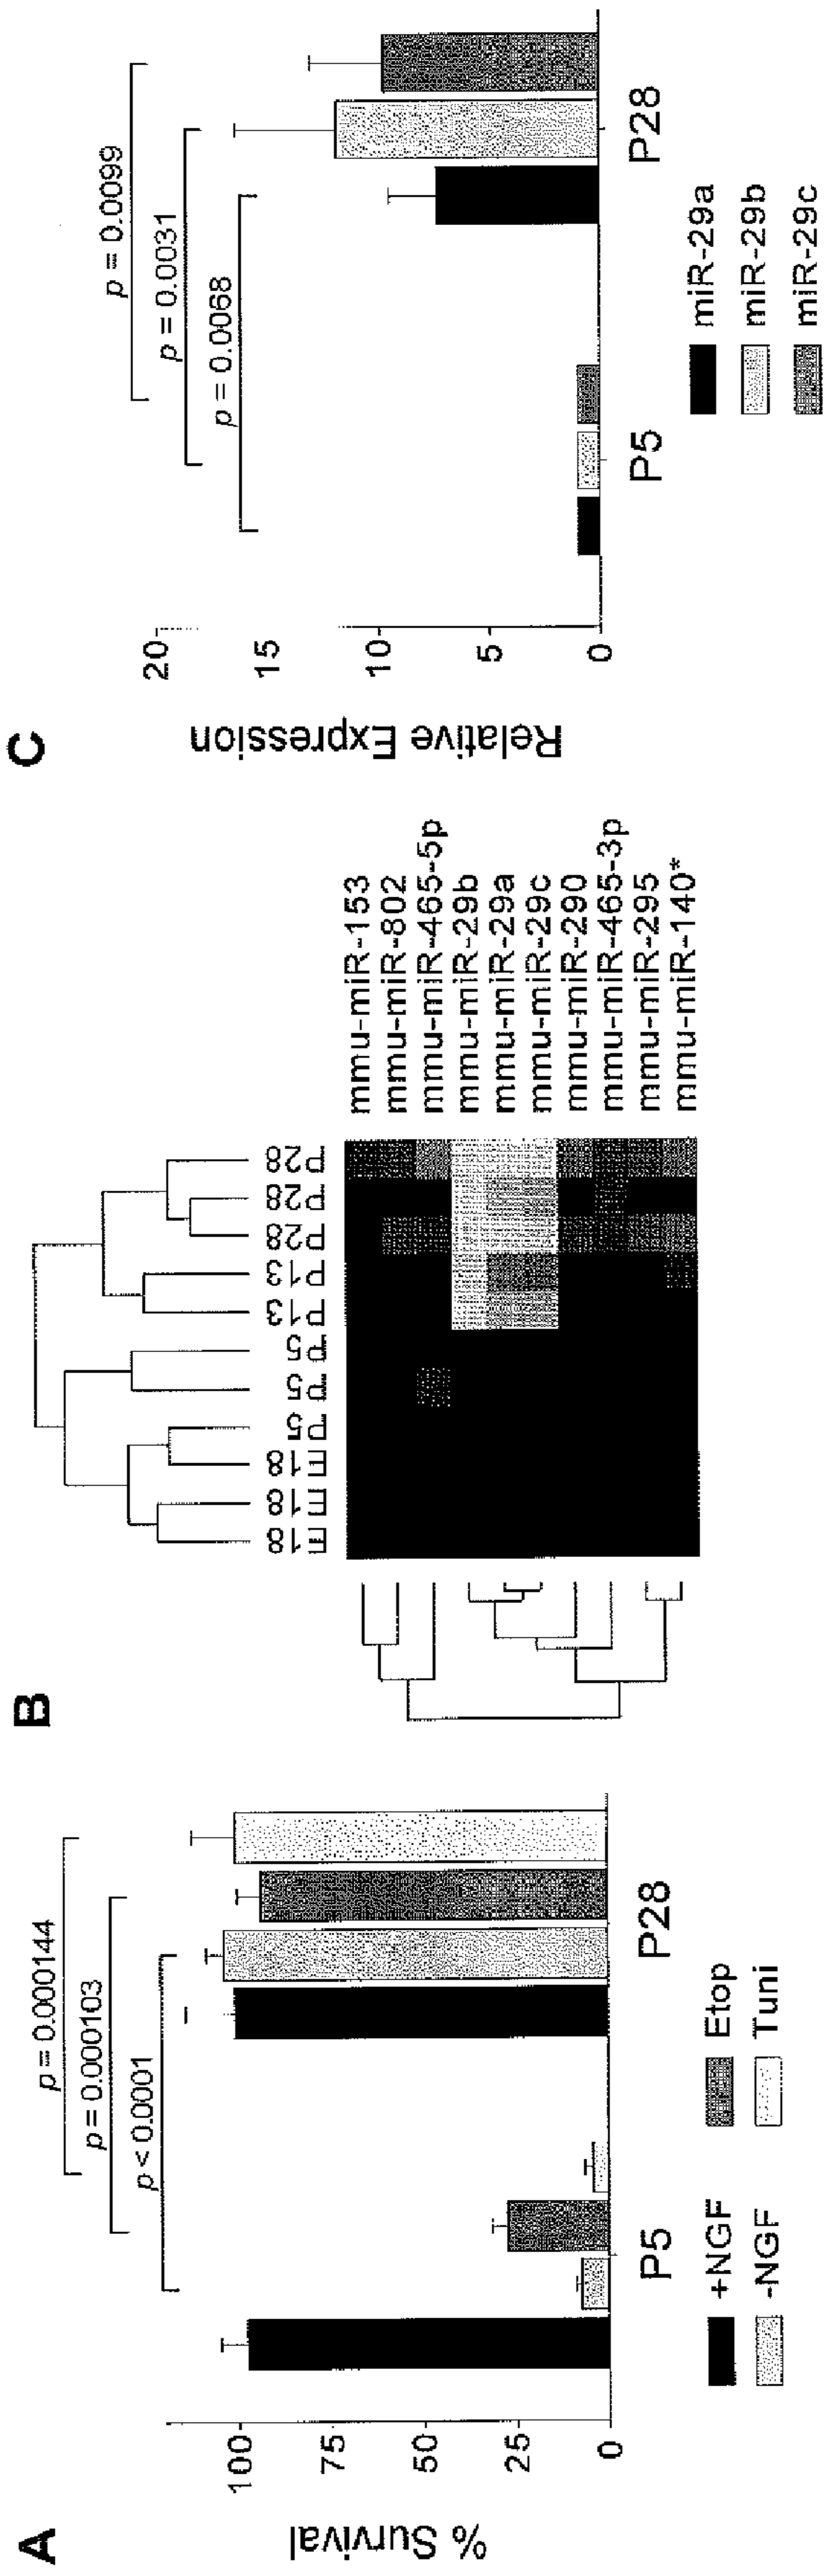 A
% Survival
100
75
50
25
0
p = 0.000144
p = 0.000103
p < 0.0001
P5
P28
+NGF
-NGF
Etop
Tuni
B
E18
E18
E18
P5
P5
P5
P13
P13
P28
P28
P28
mmu-miR-153
mmu-miR-802
mmu-miR-465-5p
mmu-miR-29b
mmu-miR-29a
mmu-miR-29c
mmu-miR-290
mmu-miR-465-3p
mmu-miR-295
mmu-miR-140*
C
Relative Expression
20
15
10
5
0
p = 0.0099
p = 0.0031
p = 0.0068
P5
P28
miR-29a
miR-29b
miR-29c